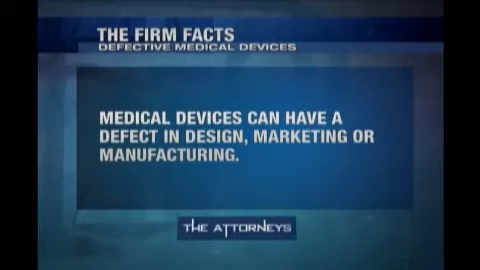 THE FIRM FACTS
DEFECTIVE MEDICAL DEVICES
MEDICAL DEVICES CAN HAVE A
DEFECT IN DESIGN, MARKETING OR
MANUFACTURING.
THE ATTORNEYS